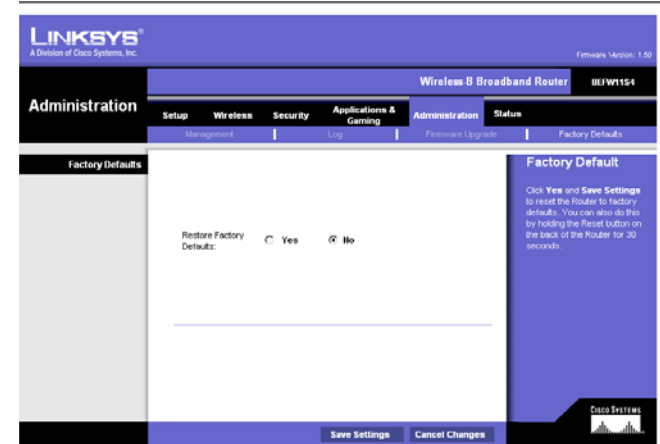 LINKSYS®
A Division of Cisco Systems, Inc.
Firmware Version: 1.50
Wireless-B Broadband Router
BEFW11S4
Administration
Setup Wireless Security Applications & Gaming Administration Status
Management Log Firmware Upgrade Factory Defaults
Factory Defaults
Restore Factory
Defaults:
Yes No
Factory Default
Click Yes and Save Settings
to reset the Router to factory
defaults. You can also do this
by holding the Reset button on
the back of the Router for 30
seconds.
Save Settings Cancel Changes
CISCO SYSTEMS